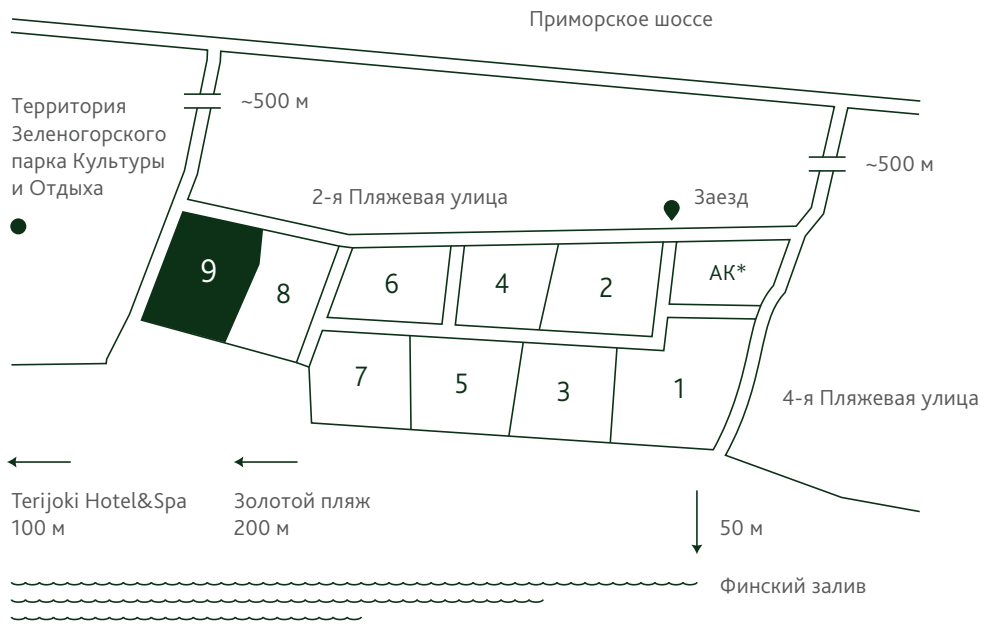 Приморское шоссе
Территория
Зеленогорского
парка Культуры
и Отдыха
~500 м
~500 м
2-я Пляжевая улица
Заезд
9
8
6
4
2
АК*
7
5
3
1
4-я Пляжевая улица
Terijoki Hotel&Spa
100 м
Золотой пляж
200 м
50 м
Финский залив